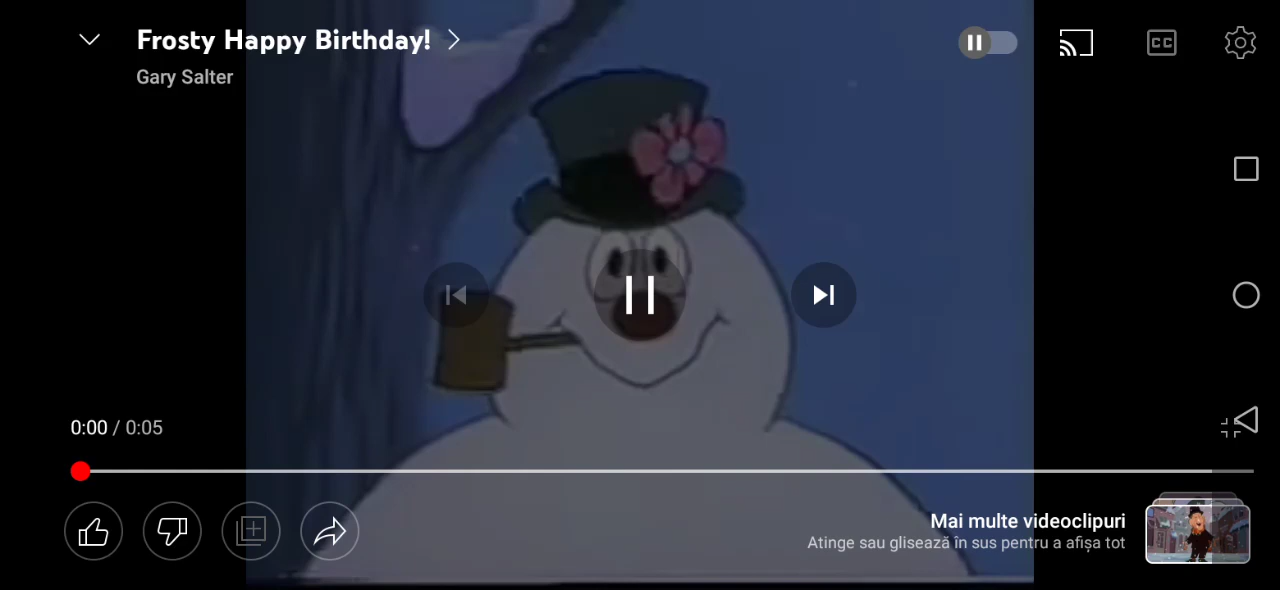 Frosty Happy Birthday!
Gary Salter
CC
0:00 / 0:05
Mai multe videoclipuri
Atinge sau glisează în sus pentru a afișa tot